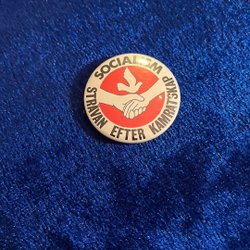 SOCIALISM
STRÄVAN EFTER KAMRATSKAP